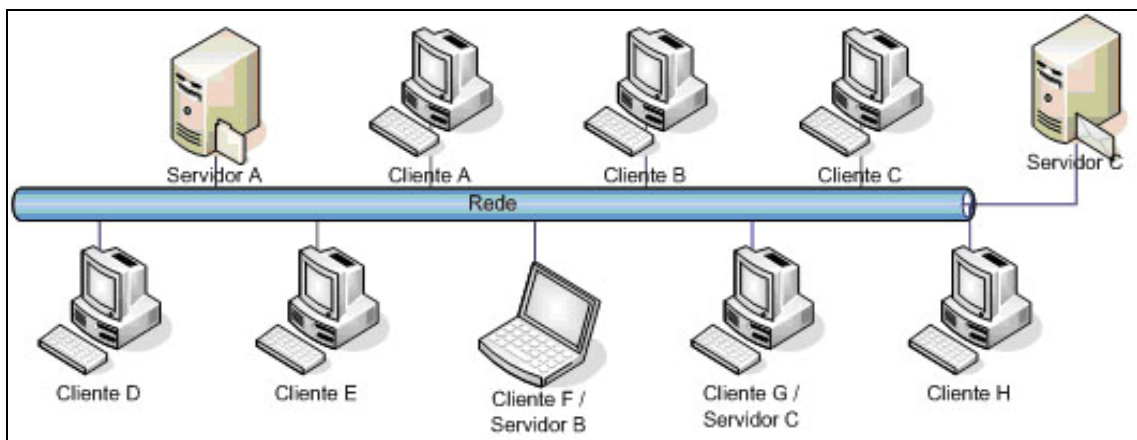 Servidor A
Cliente A
Cliente B
Cliente C
Servidor C
Rede
Cliente D
Cliente E
Cliente F /
Servidor B
Cliente G /
Servidor C
Cliente H